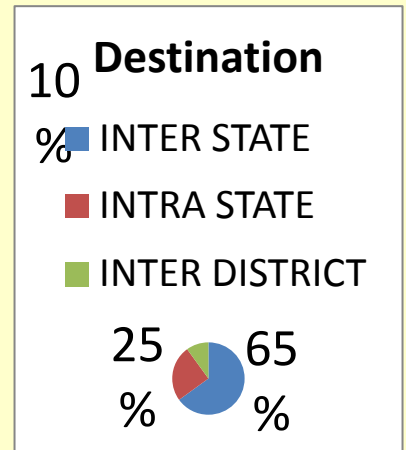 Destination
10
%
INTER STATE
INTRA STATE
INTER DISTRICT
25
%
65
%